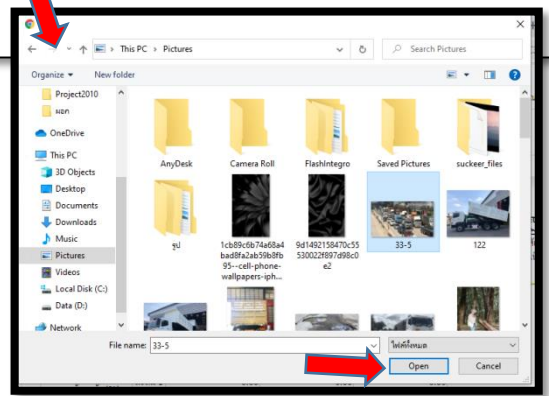 This PC > Pictures
Search Pictures
Organize
New folder
Project2010
OneDrive
This PC
3D Objects
Desktop
Documents
Downloads
Music
Pictures
Videos
Local Disk (C:)
Data (D:)
Network
AnyDesk
Camera Roll
FlashIntegro
Saved Pictures
suckeer_files
รูป
1cb89c6b74a68a4
bad8fa2ab59b8fb
95--cell-phone-
wallpapers-iph...
9d1492158470c55
530022f897d98c0
e2
33-5
122
File name:
33-5
ไฟล์ทั้งหมด
Open
Cancel